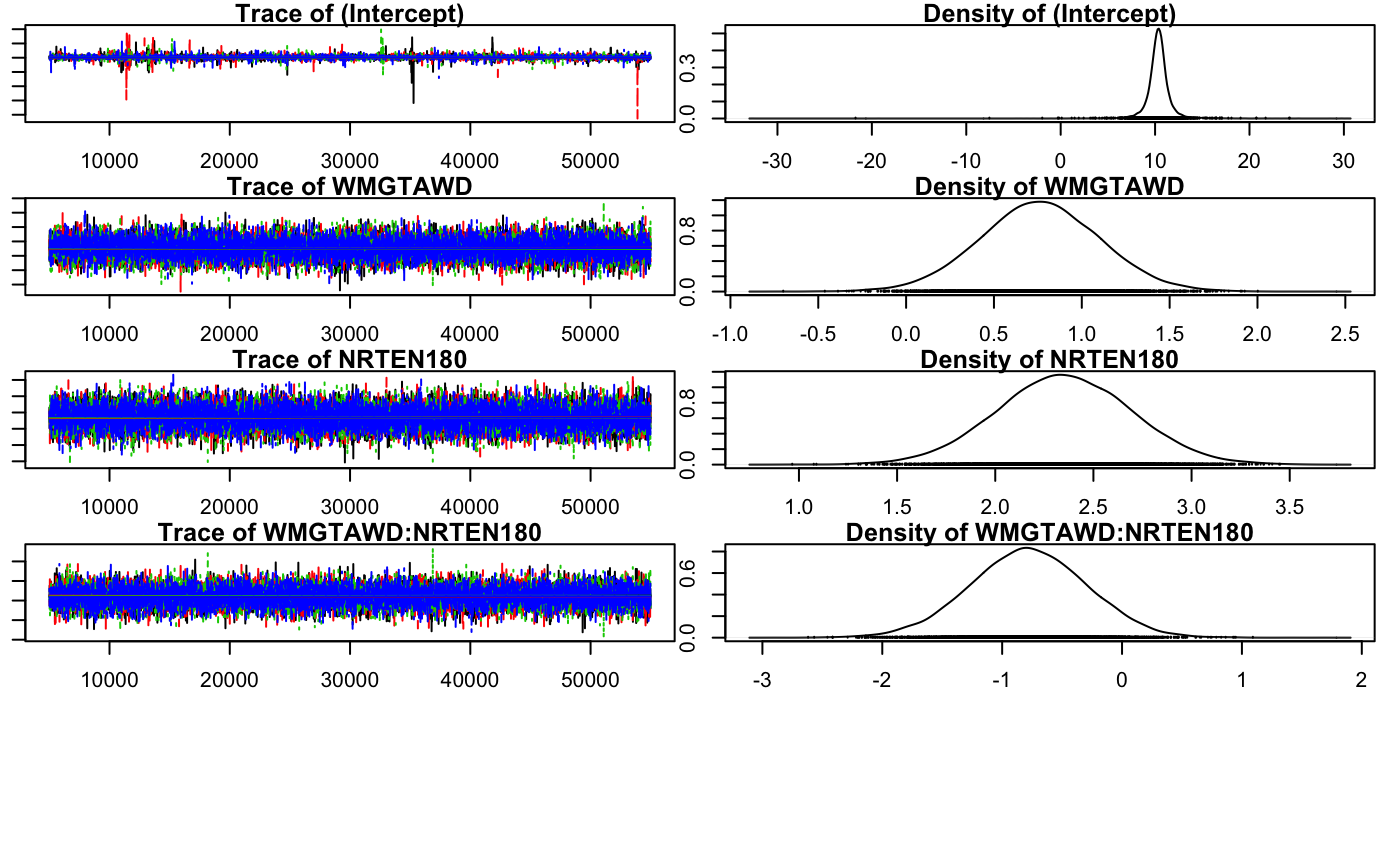 Trace of (Intercept)
10000 20000 30000 40000 50000
Density of (Intercept)
0.0 0.3
-30 -20 -10 0 10 20 30
Trace of WMGTAWD
10000 20000 30000 40000 50000
Density of WMGTAWD
0.0 0.8
-1.0 -0.5 0.0 0.5 1.0 1.5 2.0 2.5
Trace of NRTEN180
10000 20000 30000 40000 50000
Density of NRTEN180
0.0 0.8
1.0 1.5 2.0 2.5 3.0 3.5
Trace of WMGTAWD:NRTEN180
10000 20000 30000 40000 50000
Density of WMGTAWD:NRTEN180
0.0 0.6
-3 -2 -1 0 1 2